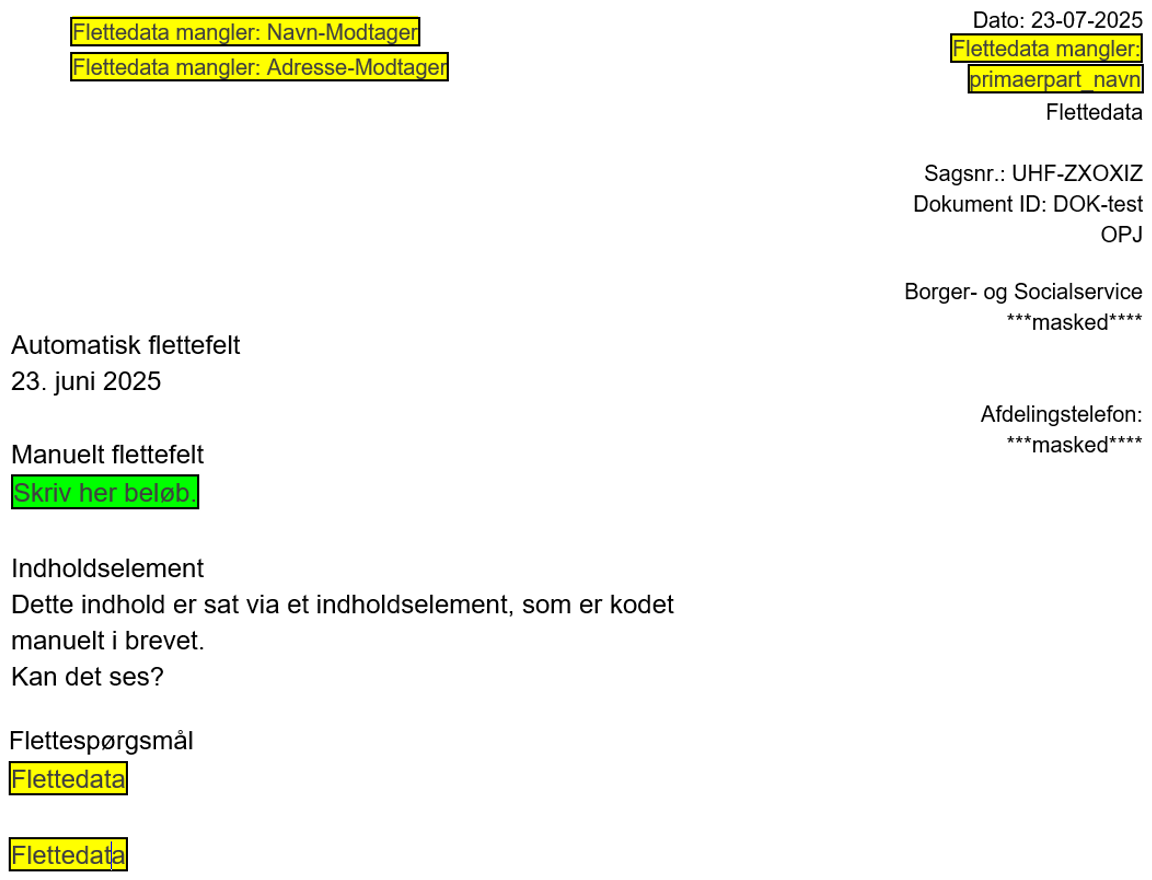 Flettedata mangler: Navn-Modtager
Flettedata mangler: Adresse-Modtager
Dato: 23-07-2025
Flettedata mangler:
primaerpart_navn
Flettedata
Sagsnr.: UHF-ZXOXIZ
Dokument ID: DOK-test
OPJ
Borger- og Socialservice
***masked****
Afdelingstelefon:
***masked****
Automatisk flettefelt
23. juni 2025
Manuelt flettefelt
Skriv her beløb.
Indholdselement
Dette indhold er sat via et indholdselement, som er kodet
manuelt i brevet.
Kan det ses?
Flettespørgsmål
Flettedata
Flettedata